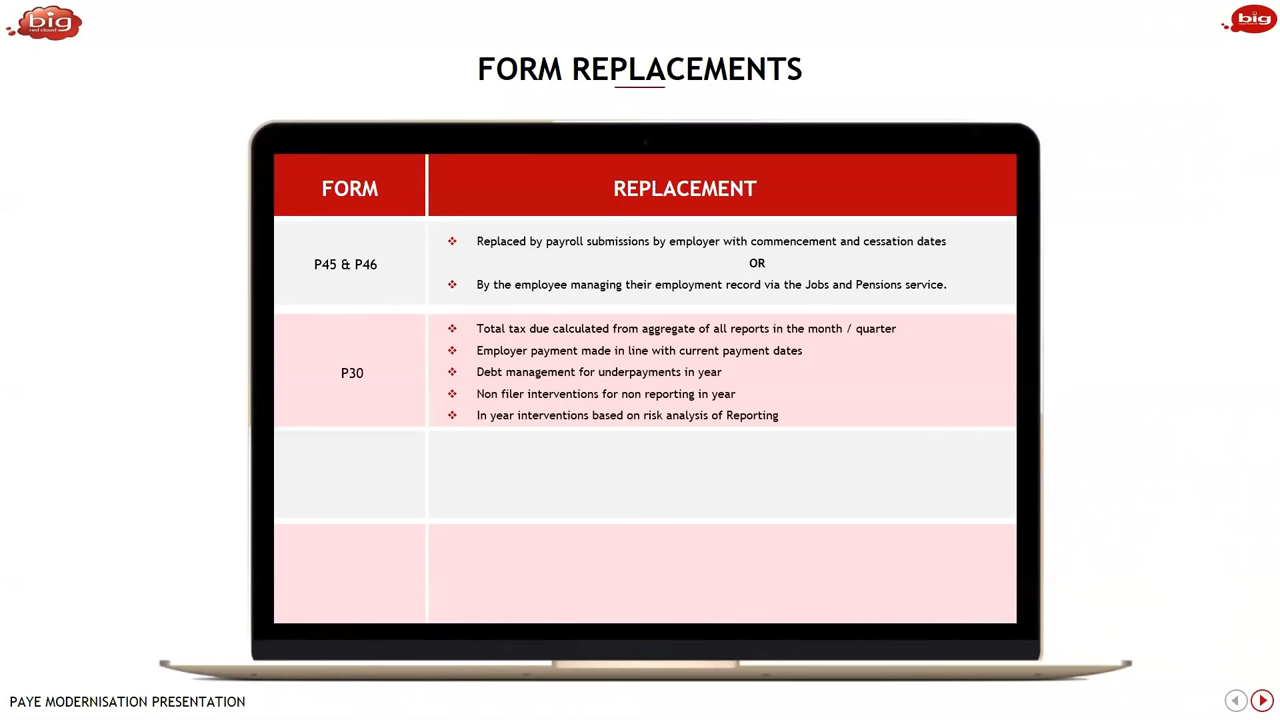 big
red cloud
big
FORM REPLACEMENTS
FORM
REPLACEMENT
P45 & P46
Replaced by payroll submissions by employer with commencement and cessation dates
OR
By the employee managing their employment record via the Jobs and Pensions service.
P30
Total tax due calculated from aggregate of all reports in the month / quarter
Employer payment made in line with current payment dates
Debt management for underpayments in year
Non filer interventions for non reporting in year
In year interventions based on risk analysis of Reporting
PAYE MODERNISATION PRESENTATION